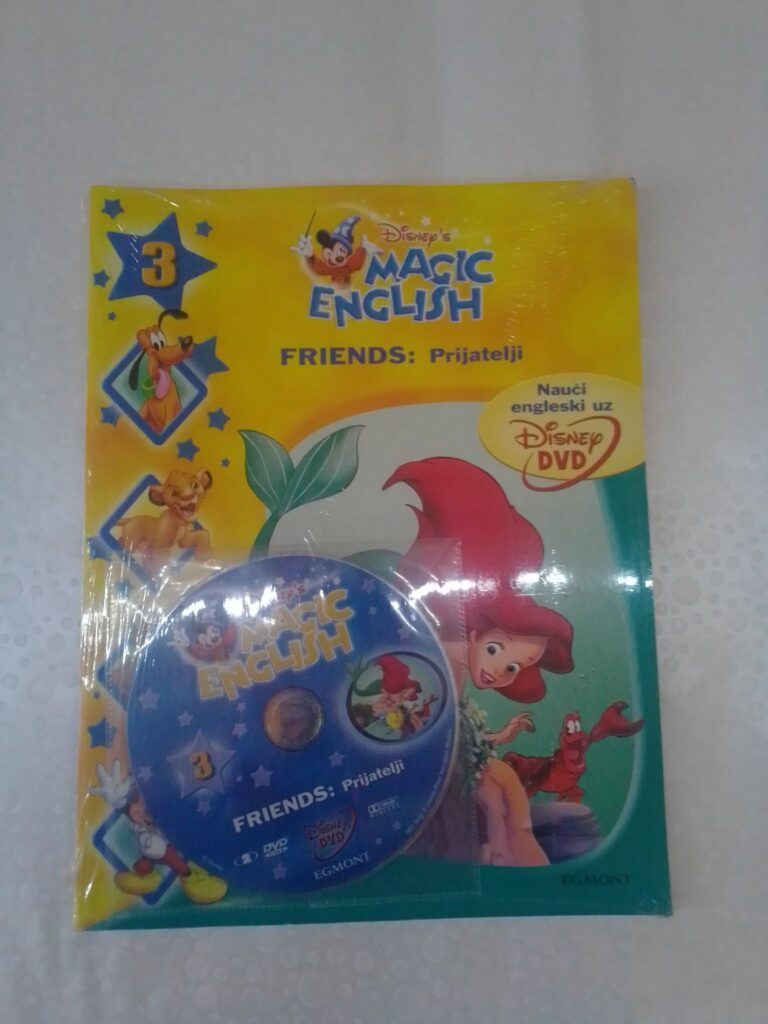 3
Disney's
MAGIC
ENGLISH
FRIENDS: Prijatelji
Nauči
engleski uz
Disney
DVD
MAGIC
ENGLISH
3
FRIENDS: Prijatelji
2
DVD
Disney
DVD
EGMONT
EGMONT